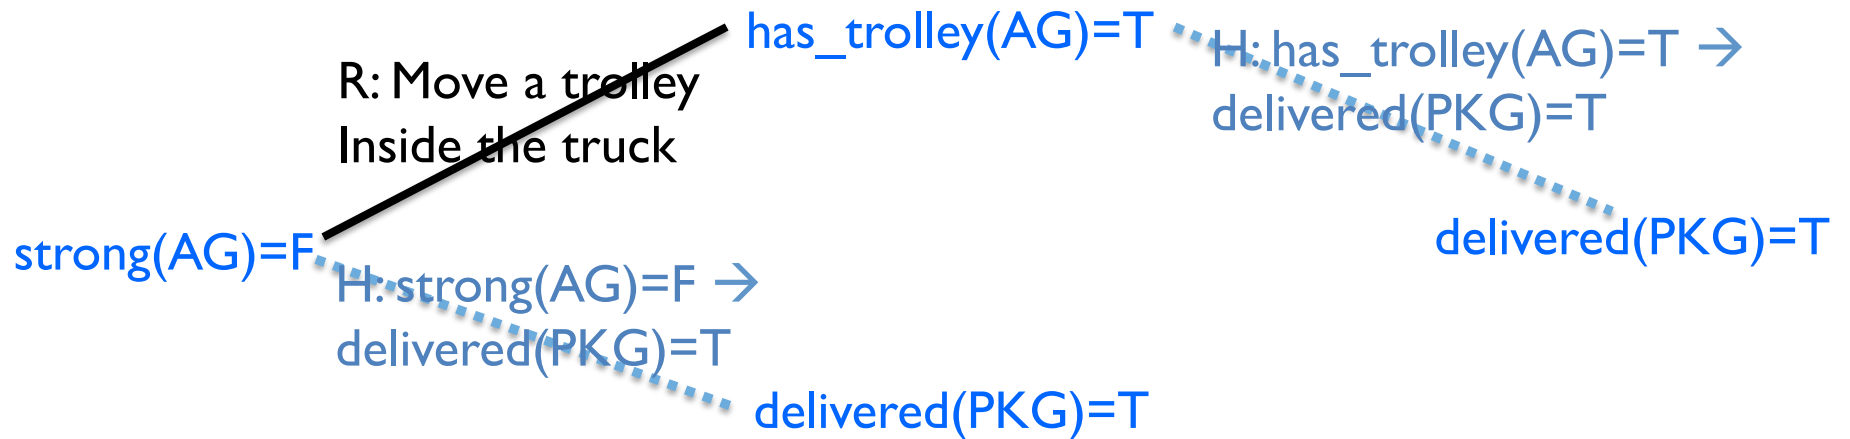 has_trolley(AG)=T
H: has_trolley(AG)=T →
delivered(PKG)=T
R: Move a trolley
Inside the truck
delivered(PKG)=T
strong(AG)=F
H: strong(AG)=F →
delivered(PKG)=T
delivered(PKG)=T